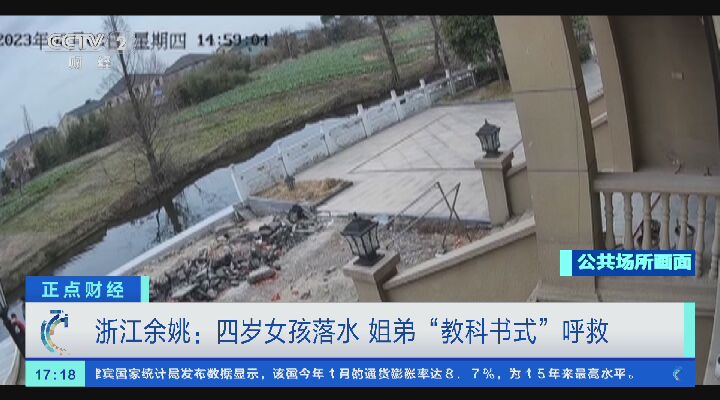 2023年 星期四 14:59:01
CCTV 2
财经
公共场所画面
正点财经
浙江余姚：四岁女孩落水 姐弟“教科书式”呼救
17:18
宾国家统计局发布数据显示，该国今年1月的通货膨胀率达8．7％，为15年来最高水平。